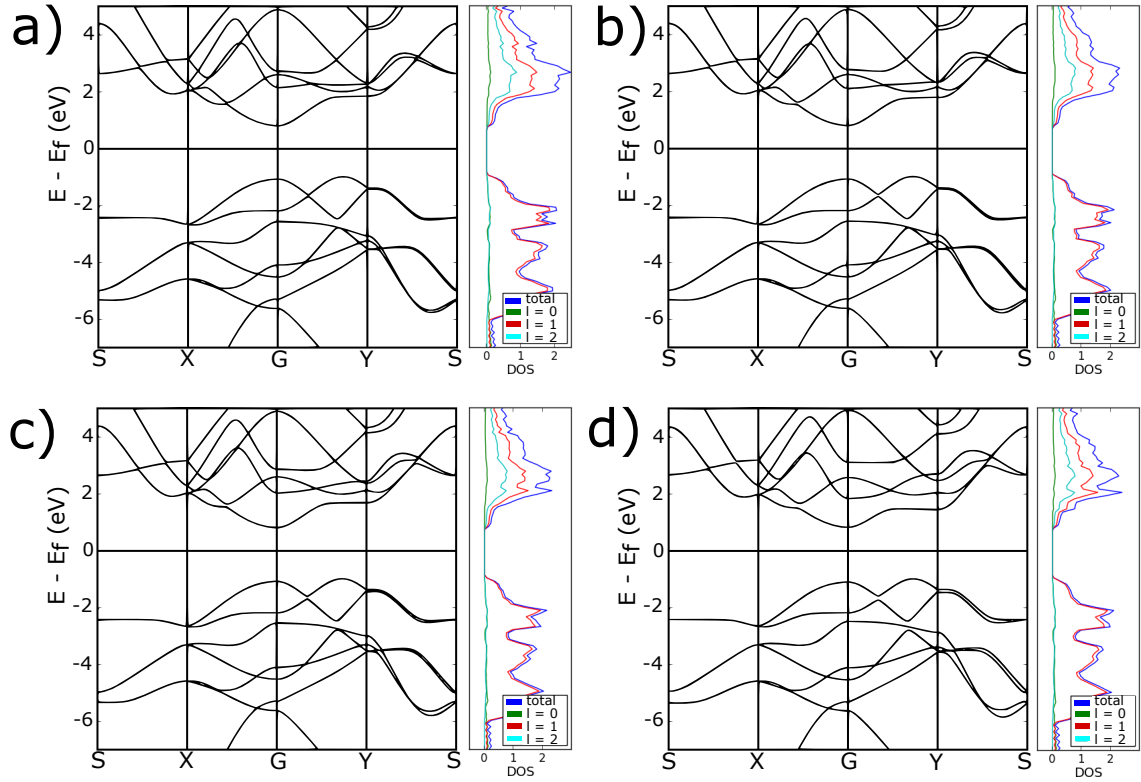 a)
E - Ef (eV)
4
2
0
-2
-4
-6
S X G Y S
total
l = 0
l = 1
l = 2
0 1 2
DOS
b)
E - Ef (eV)
4
2
0
-2
-4
-6
S X G Y S
total
l = 0
l = 1
l = 2
0 1 2
DOS
c)
E - Ef (eV)
4
2
0
-2
-4
-6
S X G Y S
total
l = 0
l = 1
l = 2
0 1 2
DOS
d)
E - Ef (eV)
4
2
0
-2
-4
-6
S X G Y S
total
l = 0
l = 1
l = 2
0 1 2
DOS